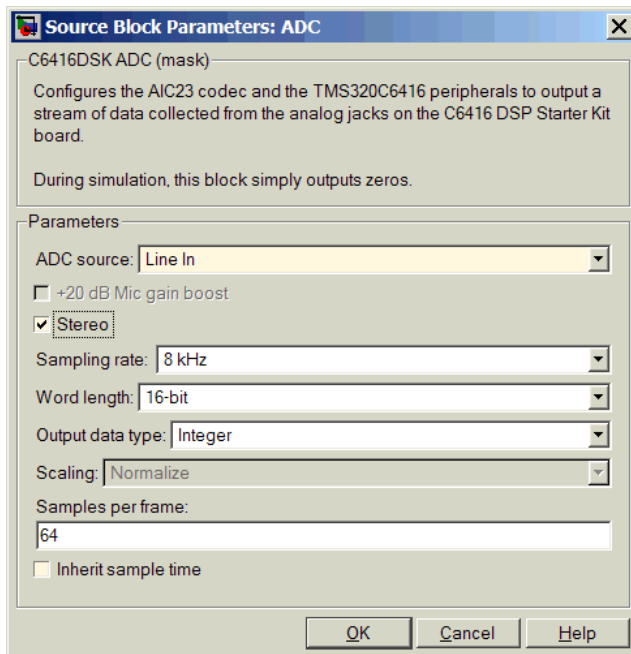 Source Block Parameters: ADC
C6416DSK ADC (mask)
Configures the AIC23 codec and the TMS320C6416 peripherals to output a
stream of data collected from the analog jacks on the C6416 DSP Starter Kit
board.
During simulation, this block simply outputs zeros.
Parameters
ADC source: Line In
+20 dB Mic gain boost
Stereo
Sampling rate: 8 kHz
Word length: 16-bit
Output data type: Integer
Scaling: Normalize
Samples per frame:
64
Inherit sample time
OK Cancel Help